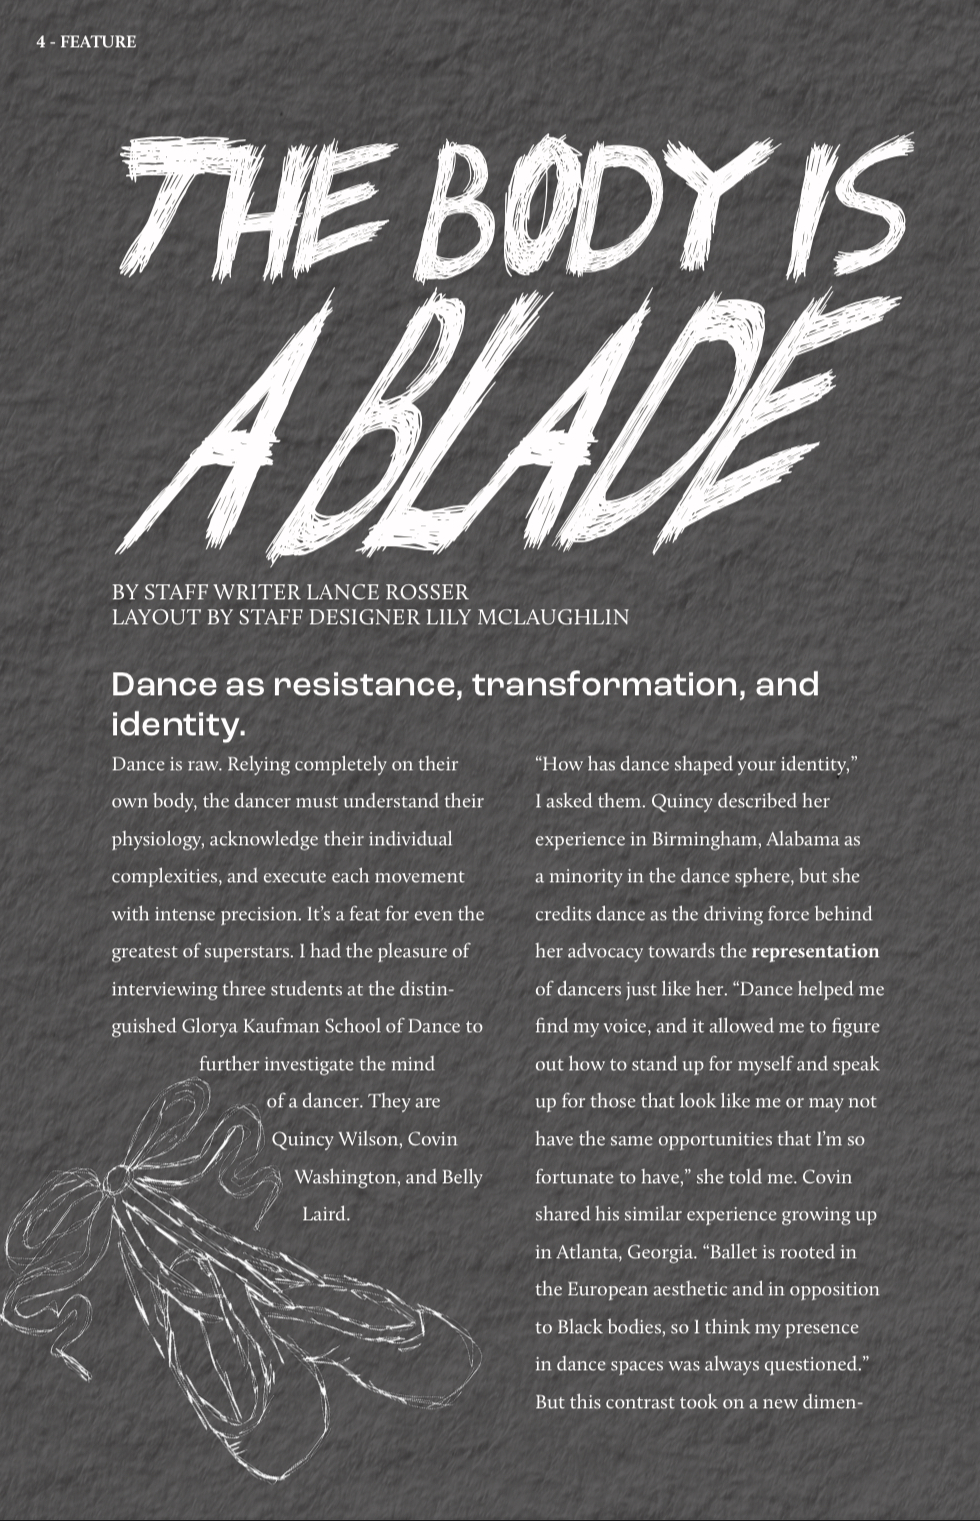 4 - FEATURE
THE BODY IS
A BLADE
BY STAFF WRITER LANCE ROSSER
LAYOUT BY STAFF DESIGNER LILY MCLAUGHLIN
Dance as resistance, transformation, and
identity.
Dance is raw. Relying completely on their
own body, the dancer must understand their
physiology, acknowledge their individual
complexities, and execute each movement
with intense precision. It’s a feat for even the
greatest of superstars. I had the pleasure of
interviewing three students at the distin-
guished Glorya Kaufman School of Dance to
further investigate the mind
of a dancer. They are
Quincy Wilson, Covin
Washington, and Belly
Laird.
“How has dance shaped your identity,”
I asked them. Quincy described her
experience in Birmingham, Alabama as
a minority in the dance sphere, but she
credits dance as the driving force behind
her advocacy towards the representation
of dancers just like her. “Dance helped me
find my voice, and it allowed me to figure
out how to stand up for myself and speak
up for those that look like me or may not
have the same opportunities that I’m so
fortunate to have,” she told me. Covin
shared his similar experience growing up
in Atlanta, Georgia. “Ballet is rooted in
the European aesthetic and in opposition
to Black bodies, so I think my presence
in dance spaces was always questioned.”
But this contrast took on a new dimen-